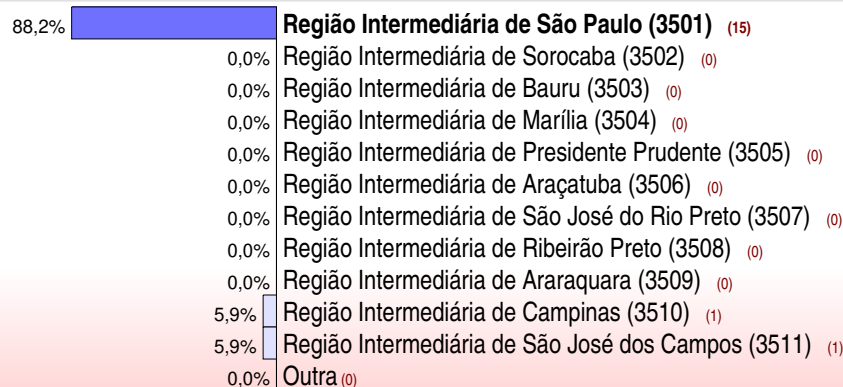 88,2% Região Intermediária de São Paulo (3501) (15)
0,0% Região Intermediária de Sorocaba (3502) (0)
0,0% Região Intermediária de Bauru (3503) (0)
0,0% Região Intermediária de Marília (3504) (0)
0,0% Região Intermediária de Presidente Prudente (3505) (0)
0,0% Região Intermediária de Araçatuba (3506) (0)
0,0% Região Intermediária de São José do Rio Preto (3507) (0)
0,0% Região Intermediária de Ribeirão Preto (3508) (0)
0,0% Região Intermediária de Araraquara (3509) (0)
5,9% Região Intermediária de Campinas (3510) (1)
5,9% Região Intermediária de São José dos Campos (3511) (1)
0,0% Outra (0)